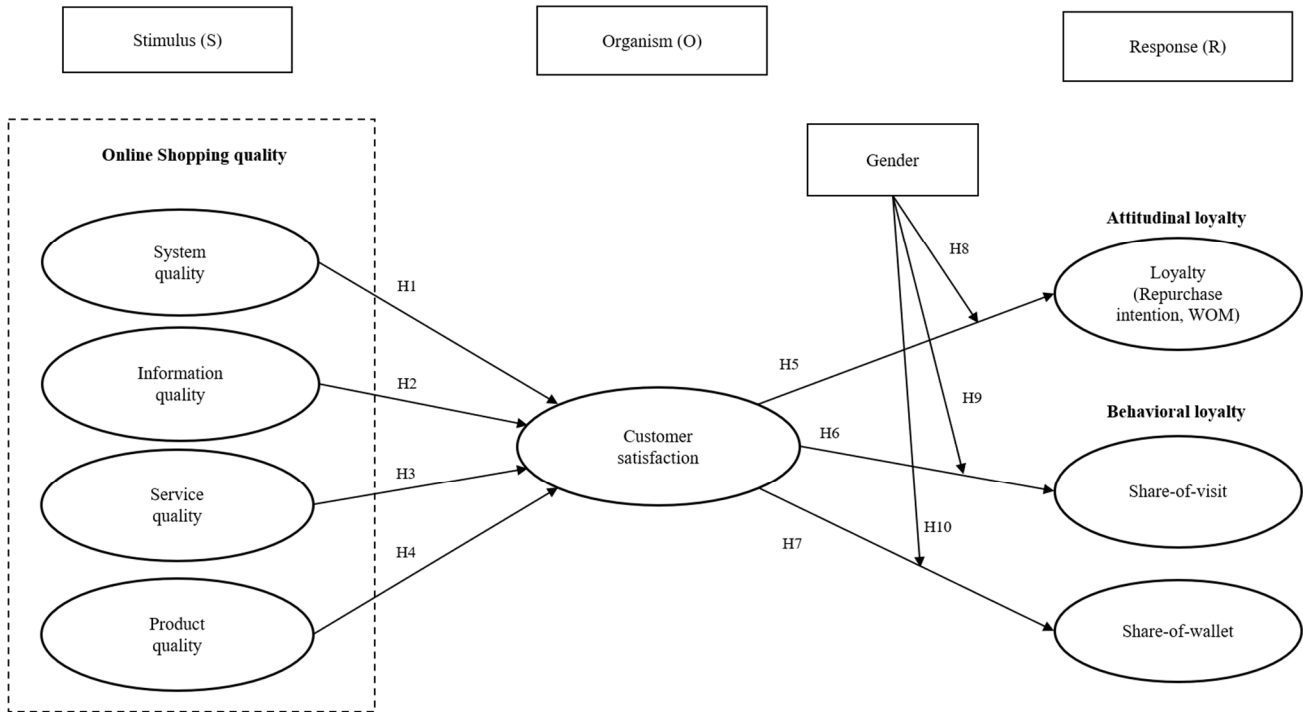 Stimulus (S)
Organism (O)
Response (R)
Online Shopping quality
Gender
System
quality
Information
quality
Service
quality
Product
quality
H1
H2
H3
H4
Customer
satisfaction
H5
H6
H7
H8
H9
H10
Attitudinal loyalty
Loyalty
(Repurchase
intention, WOM)
Behavioral loyalty
Share-of-visit
Share-of-wallet